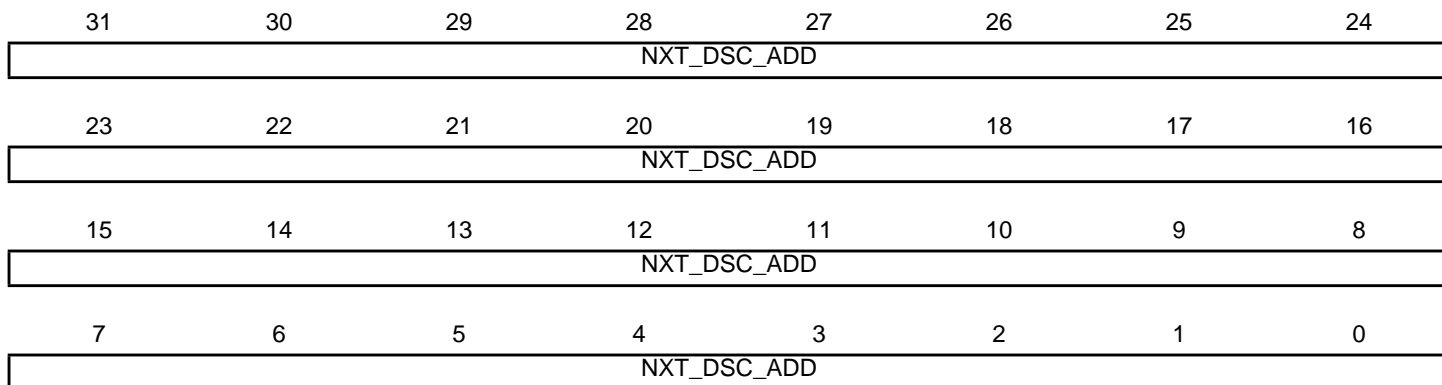 31 30 29 28 27 26 25 24
NXT_DSC_ADD
23 22 21 20 19 18 17 16
NXT_DSC_ADD
15 14 13 12 11 10 9 8
NXT_DSC_ADD
7 6 5 4 3 2 1 0
NXT_DSC_ADD